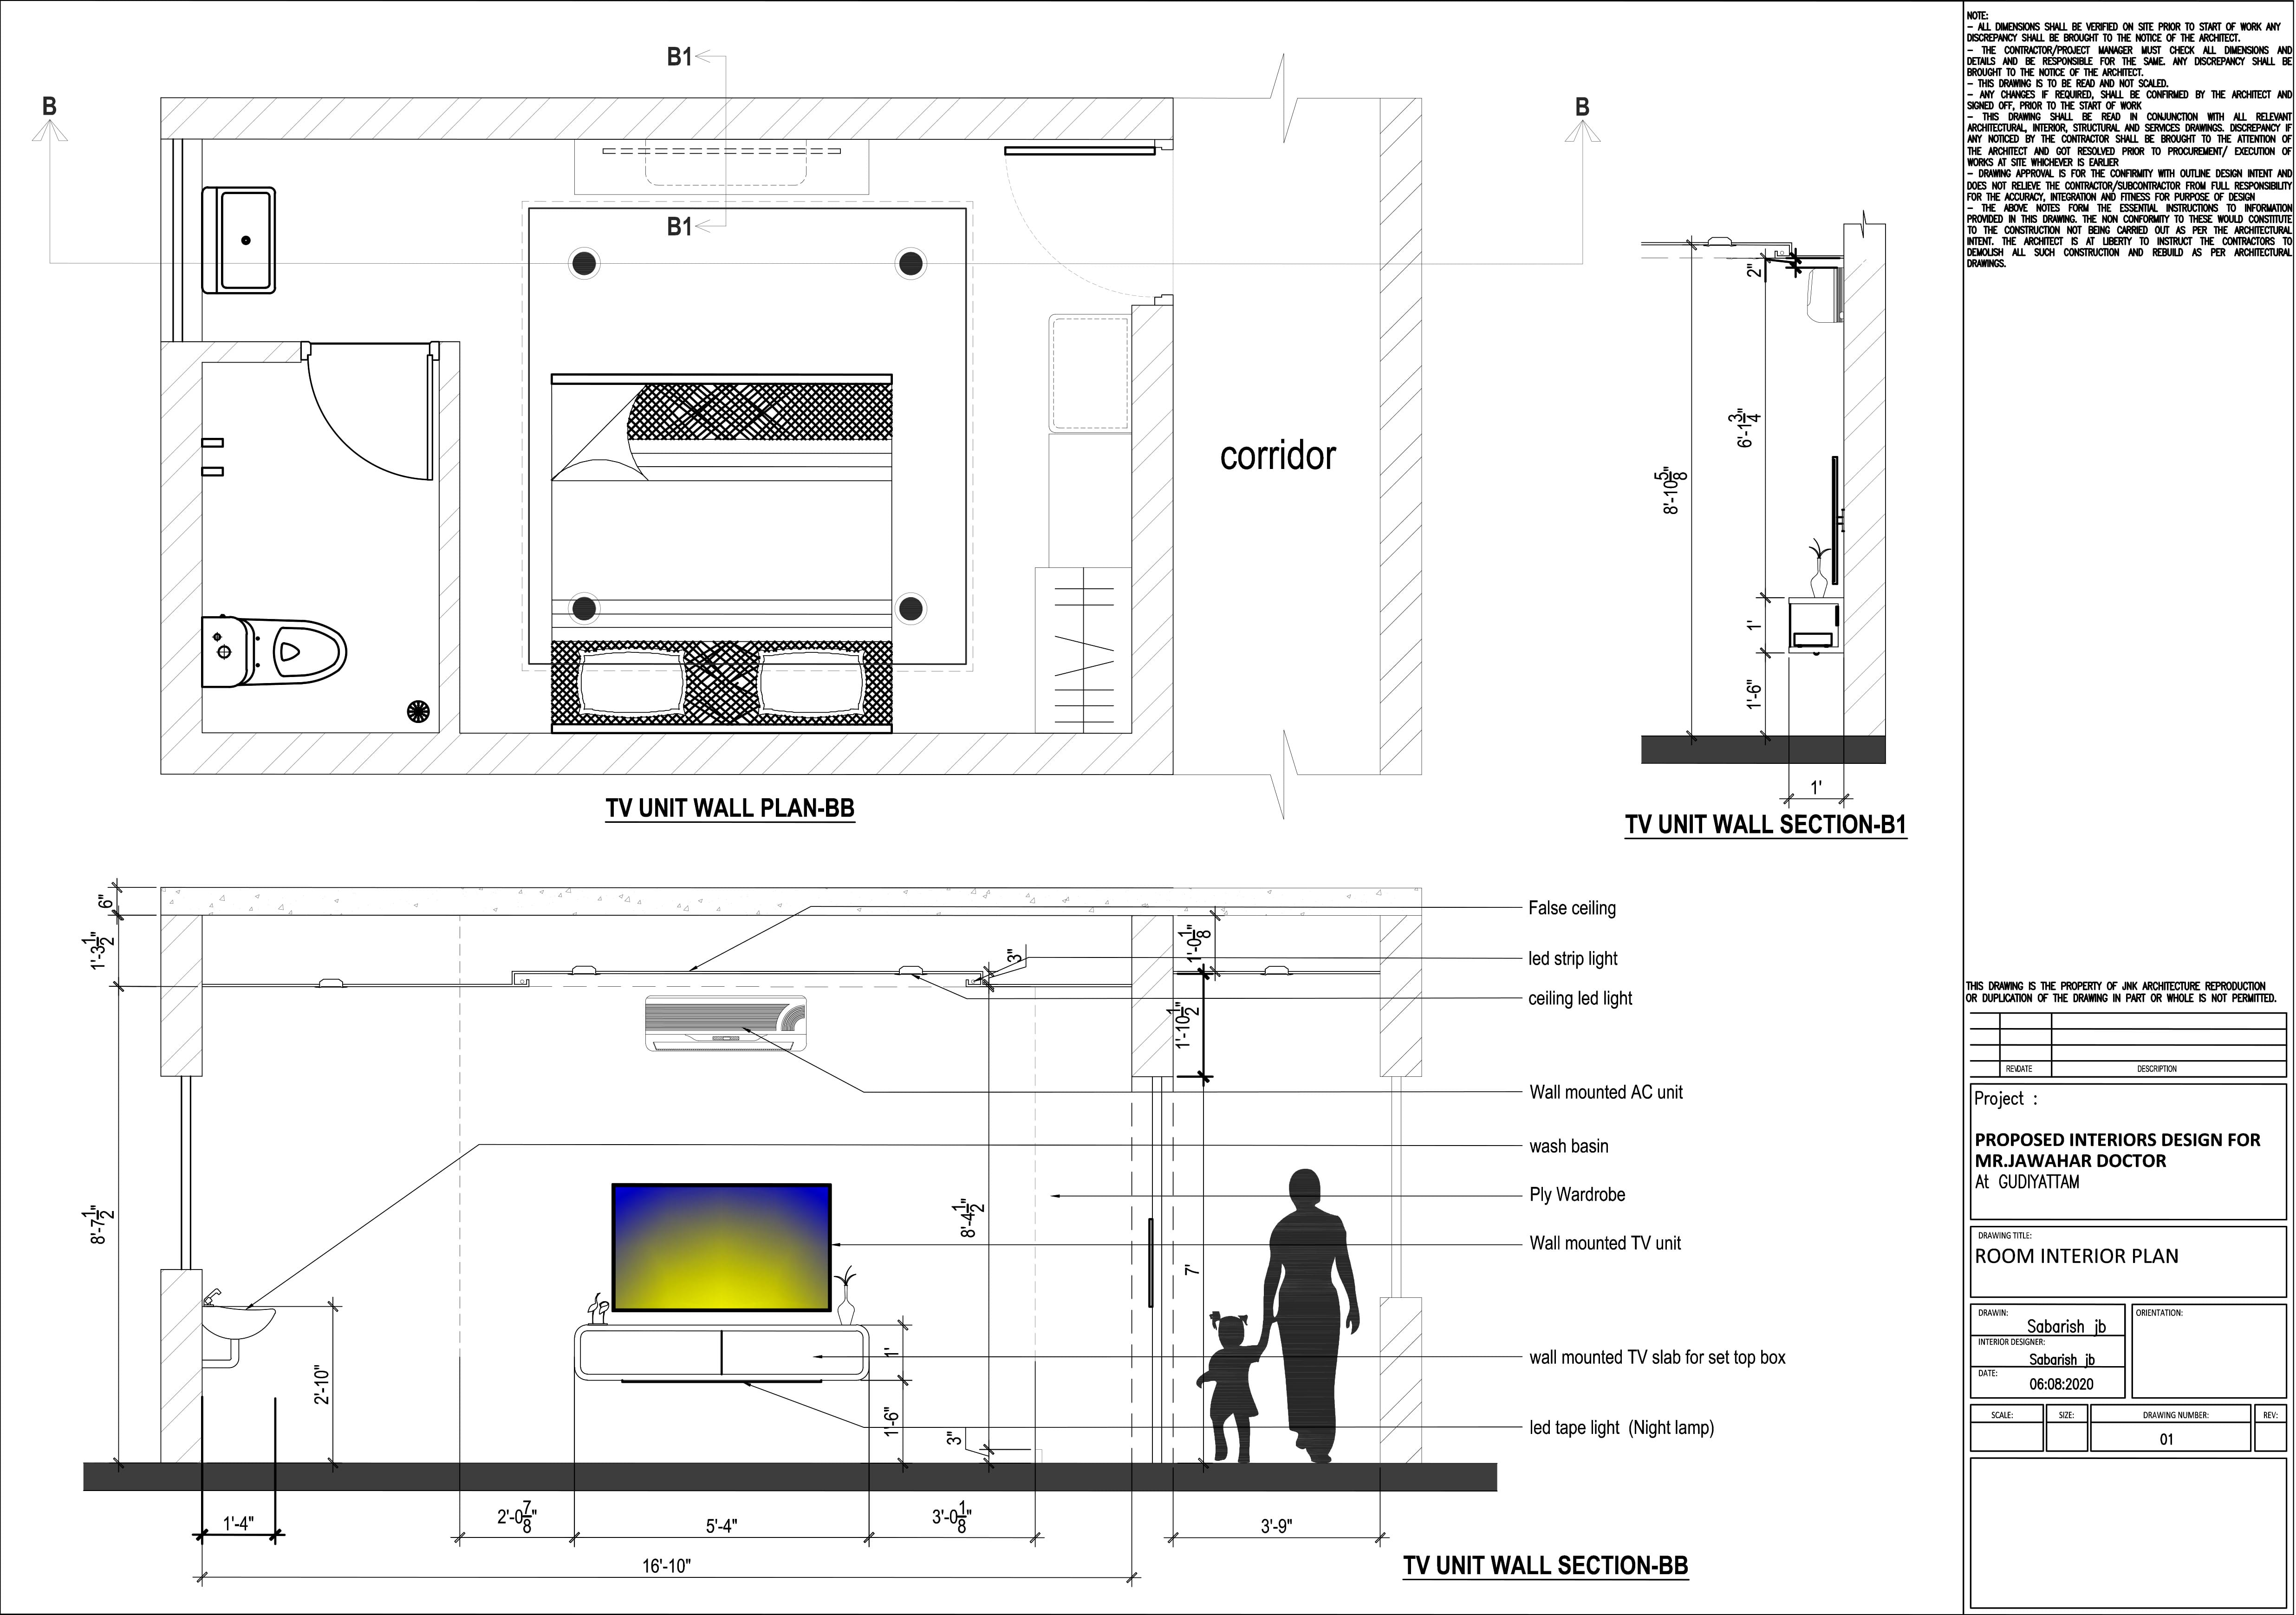 B1
B
B
B1
corridor
TV UNIT WALL PLAN-BB
2"
6'-1 3/4"
8'-10 5/8"
1'
1'-6"
1'
TV UNIT WALL SECTION-B1
6"
1'-3 1/2"
8'-7 1/2"
2'-10"
1'-4"
3"
1'-0 1/8"
1'-10 1/2"
8'-4 1/2"
7'
1'
1'-6"
3"
2'-0 7/8"
5'-4"
3'-0 1/8"
3'-9"
16'-10"
False ceiling
led strip light
ceiling led light
Wall mounted AC unit
wash basin
Ply Wardrobe
Wall mounted TV unit
wall mounted TV slab for set top box
led tape light (Night lamp)
TV UNIT WALL SECTION-BB
NOTE:
- ALL DIMENSIONS SHALL BE VERIFIED ON SITE PRIOR TO START OF WORK ANY
DISCREPANCY SHALL BE BROUGHT TO THE NOTICE OF THE ARCHITECT.
- THE CONTRACTOR/PROJECT MANAGER MUST CHECK ALL DIMENSIONS AND
DETAILS AND BE RESPONSIBLE FOR THE SAME. ANY DISCREPANCY SHALL BE
BROUGHT TO THE NOTICE OF THE ARCHITECT.
- THIS DRAWING IS TO BE READ AND NOT SCALED.
- ANY CHANGES IF REQUIRED, SHALL BE CONFIRMED BY THE ARCHITECT AND
SIGNED OFF, PRIOR TO THE START OF WORK
- THIS DRAWING SHALL BE READ IN CONJUNCTION WITH ALL RELEVANT
ARCHITECTURAL, INTERIOR, STRUCTURAL AND SERVICES DRAWINGS. DISCREPANCY IF
ANY NOTICED BY THE CONTRACTOR SHALL BE BROUGHT TO THE ATTENTION OF
THE ARCHITECT AND GOT RESOLVED PRIOR TO PROCUREMENT/ EXECUTION OF
WORKS AT SITE WHICHEVER IS EARLIER
- DRAWING APPROVAL IS FOR THE CONFIRMITY WITH OUTLINE DESIGN INTENT AND
DOES NOT RELIEVE THE CONTRACTOR/SUBCONTRACTOR FROM FULL RESPONSIBILITY
FOR THE ACCURACY, INTEGRATION AND FITNESS FOR PURPOSE OF DESIGN
- THE ABOVE NOTES FORM THE ESSENTIAL INSTRUCTIONS TO INFORMATION
PROVIDED IN THIS DRAWING. THE NON CONFORMITY TO THESE WOULD CONSTITUTE
TO THE CONSTRUCTION NOT BEING CARRIED OUT AS PER THE ARCHITECTURAL
INTENT. THE ARCHITECT IS AT LIBERTY TO INSTRUCT THE CONTRACTORS TO
DEMOLISH ALL SUCH CONSTRUCTION AND REBUILD AS PER ARCHITECTURAL
DRAWINGS.
THIS DRAWING IS THE PROPERTY OF JNK ARCHITECTURE REPRODUCTION
OR DUPLICATION OF THE DRAWING IN PART OR WHOLE IS NOT PERMITTED.
REV DATE DESCRIPTION
Project :
PROPOSED INTERIORS DESIGN FOR
MR.JAWAHAR DOCTOR
At GUDIYATTAM
DRAWING TITLE:
ROOM INTERIOR PLAN
DRAWIN:
Sabarish jb
INTERIOR DESIGNER:
Sabarish jb
DATE:
06:08:2020
ORIENTATION:
SCALE: SIZE: DRAWING NUMBER: REV:
01